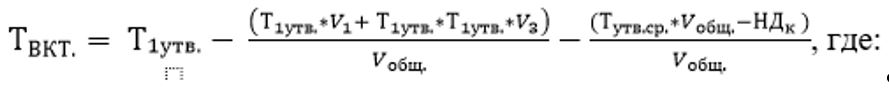 Т_ВКТ. = Т_1утв. − (Т_1утв.*V_1+ Т_1утв.*Т_1утв.*V_3)/V_общ. − (Т_утв.ср.*V_общ.−НД_к)/V_общ., где: